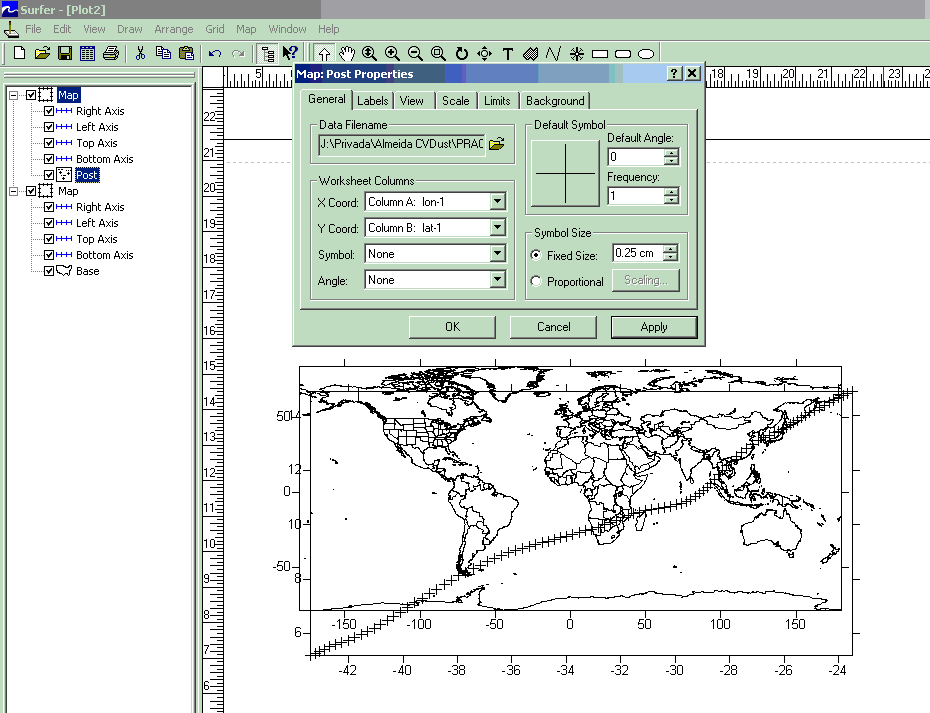 Surfer - [Plot2]
File Edit View Draw Arrange Grid Map Window Help
T
5
18 19 20 21 22 23 2
Map: Post Properties
General Labels View Scale Limits Background
Data Filename
J:\Privada\Almeida CVDust\PRAC
Worksheet Columns
X Coord: Column A: lon-1
Y Coord: Column B: lat-1
Symbol: None
Angle: None
Default Symbol
Default Angle:
0
Frequency:
1
Symbol Size
Fixed Size: 0.25 cm
Proportional Scaling...
OK Cancel Apply
Map
Right Axis
Left Axis
Top Axis
Bottom Axis
Post
Map
Right Axis
Left Axis
Top Axis
Bottom Axis
Base
22
21
20
19
18
17
16
15
14
13
12
11
10
9
8
7
6
50 14
12
0
10
-50
8
6
-150 -100 -50 0 50 100 150
-42 -40 -38 -36 -34 -32 -30 -28 -26 -24